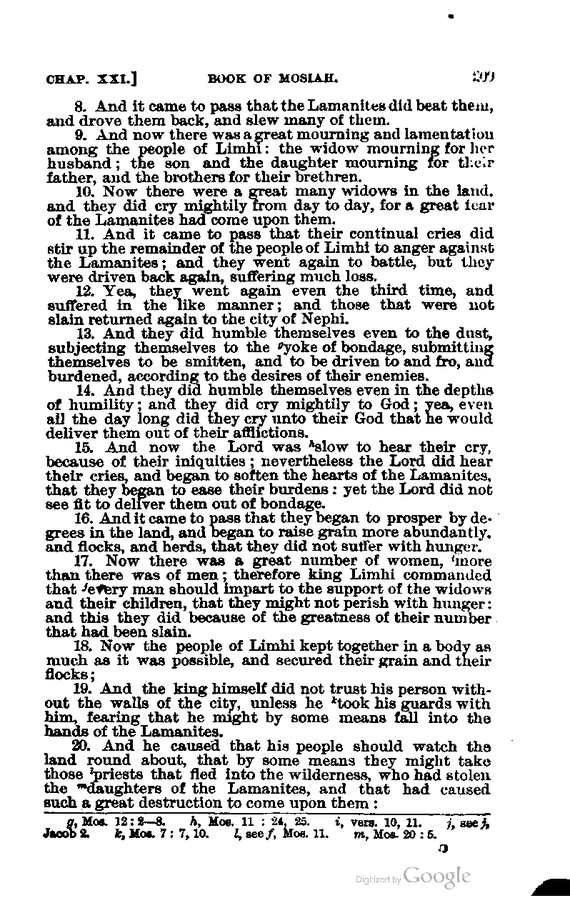 CHAP. XXI.] BOOK OF MOSIAH. 209
8. And it came to pass that the Lamanites did beat them,
and drove them back, and slew many of them.
9. And now there was a great mourning and lamentation
among the people of Limhi: the widow mourning for her
husband; the son and the daughter mourning for their
father, and the brothers for their brethren.
10. Now there were a great many widows in the land,
and they did cry mightily from day to day, for a great fear
of the Lamanites had come upon them.
11. And it came to pass that their continual cries did
stir up the remainder of the people of Limhi to anger against
the Lamanites; and they went again to battle, but they
were driven back again, suffering much loss.
12. Yea, they went again even the third time, and
suffered in the like manner; and those that were not
slain returned again to the city of Nephi.
13. And they did humble themselves even to the dust,
subjecting themselves to the gyoke of bondage, submitting
themselves to be smitten, and to be driven to and fro, and
burdened, according to the desires of their enemies.
14. And they did humble themselves even in the depths
of humility; and they did cry mightily to God; yea, even
all the day long did they cry unto their God that he would
deliver them out of their afflictions.
15. And now the Lord was hslow to hear their cry,
because of their iniquities; nevertheless the Lord did hear
their cries, and began to soften the hearts of the Lamanites,
that they began to ease their burdens: yet the Lord did not
see fit to deliver them out of bondage.
16. And it came to pass that they began to prosper by de-
grees in the land, and began to raise grain more abundantly,
and flocks, and herds, that they did not suffer with hunger.
17. Now there was a great number of women, imore
than there was of men; therefore king Limhi commanded
that jevery man should impart to the support of the widows
and their children, that they might not perish with hunger:
and this they did because of the greatness of their number
that had been slain.
18. Now the people of Limhi kept together in a body as
much as it was possible, and secured their grain and their
flocks;
19. And the king himself did not trust his person with-
out the walls of the city, unless he ktook his guards with
him, fearing that he might by some means fall into the
hands of the Lamanites.
20. And he caused that his people should watch the
land round about, that by some means they might take
those lpriests that fled into the wilderness, who had stolen
the mdaughters of the Lamanites, and that had caused
such a great destruction to come upon them:
g, Mos. 12: 2—8. h, Mos. 11: 24, 25. i, vers. 10, 11. j, see j,
Jacob 2. k, Mos. 7: 7, 10. l, see f, Mos. 11. m, Mos. 20: 5.
Digitized by Google